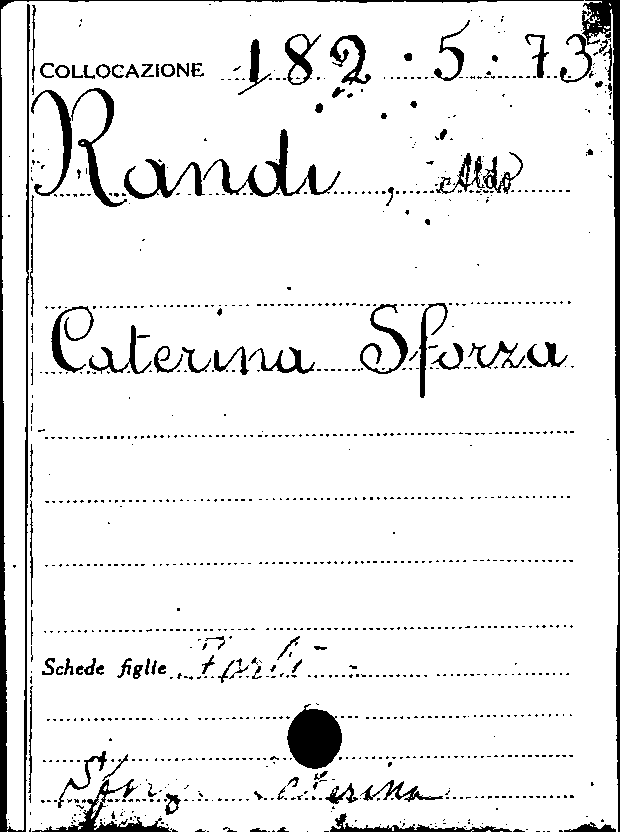 COLLOCAZIONE 182.5.73
Randi, Aldo
Caterina Sforza
Schede figlie Forlì -
Sforza Caterina